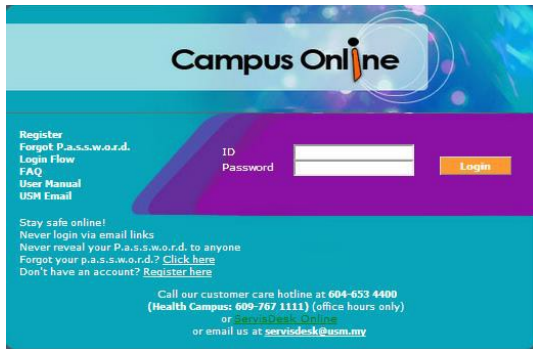 Campus Online
Register
Forgot P.a.s.s.w.o.r.d.
Login Flow
FAQ
User Manual
USM Email
ID
Password
Login
Stay safe online!
Never login via email links
Never reveal your P.a.s.s.w.o.r.d. to anyone
Forgot your p.a.s.s.w.o.r.d.? Click here
Don't have an account? Register here
Call our customer care hotline at 604-653 4400
(Health Campus: 609-767 1111) (office hours only)
or ServisDesk Online
or email us at servisdesk@usm.my